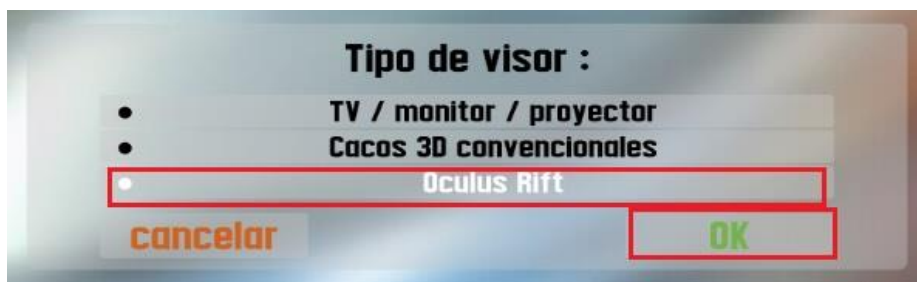 Tipo de visor :
TV / monitor / proyector
Cacos 3D convencionales
Oculus Rift
cancelar
OK